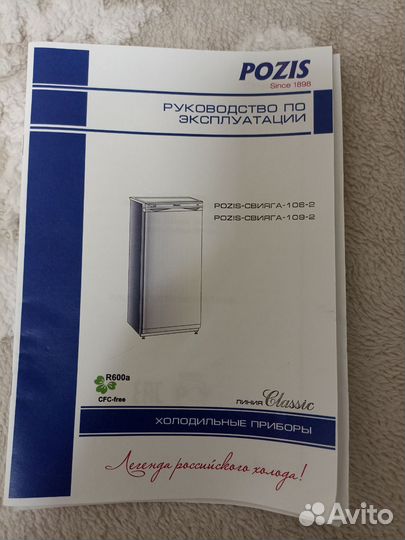 POZIS
Since 1898
РУКОВОДСТВО ПО
ЭКСПЛУАТАЦИИ
POZIS-СВИЯГА-106-2
POZIS-СВИЯГА-109-2
R600a
CFC-free
ЛИНИЯ Classic
ХОЛОДИЛЬНЫЕ ПРИБОРЫ
Легенда российского холода!
Avito